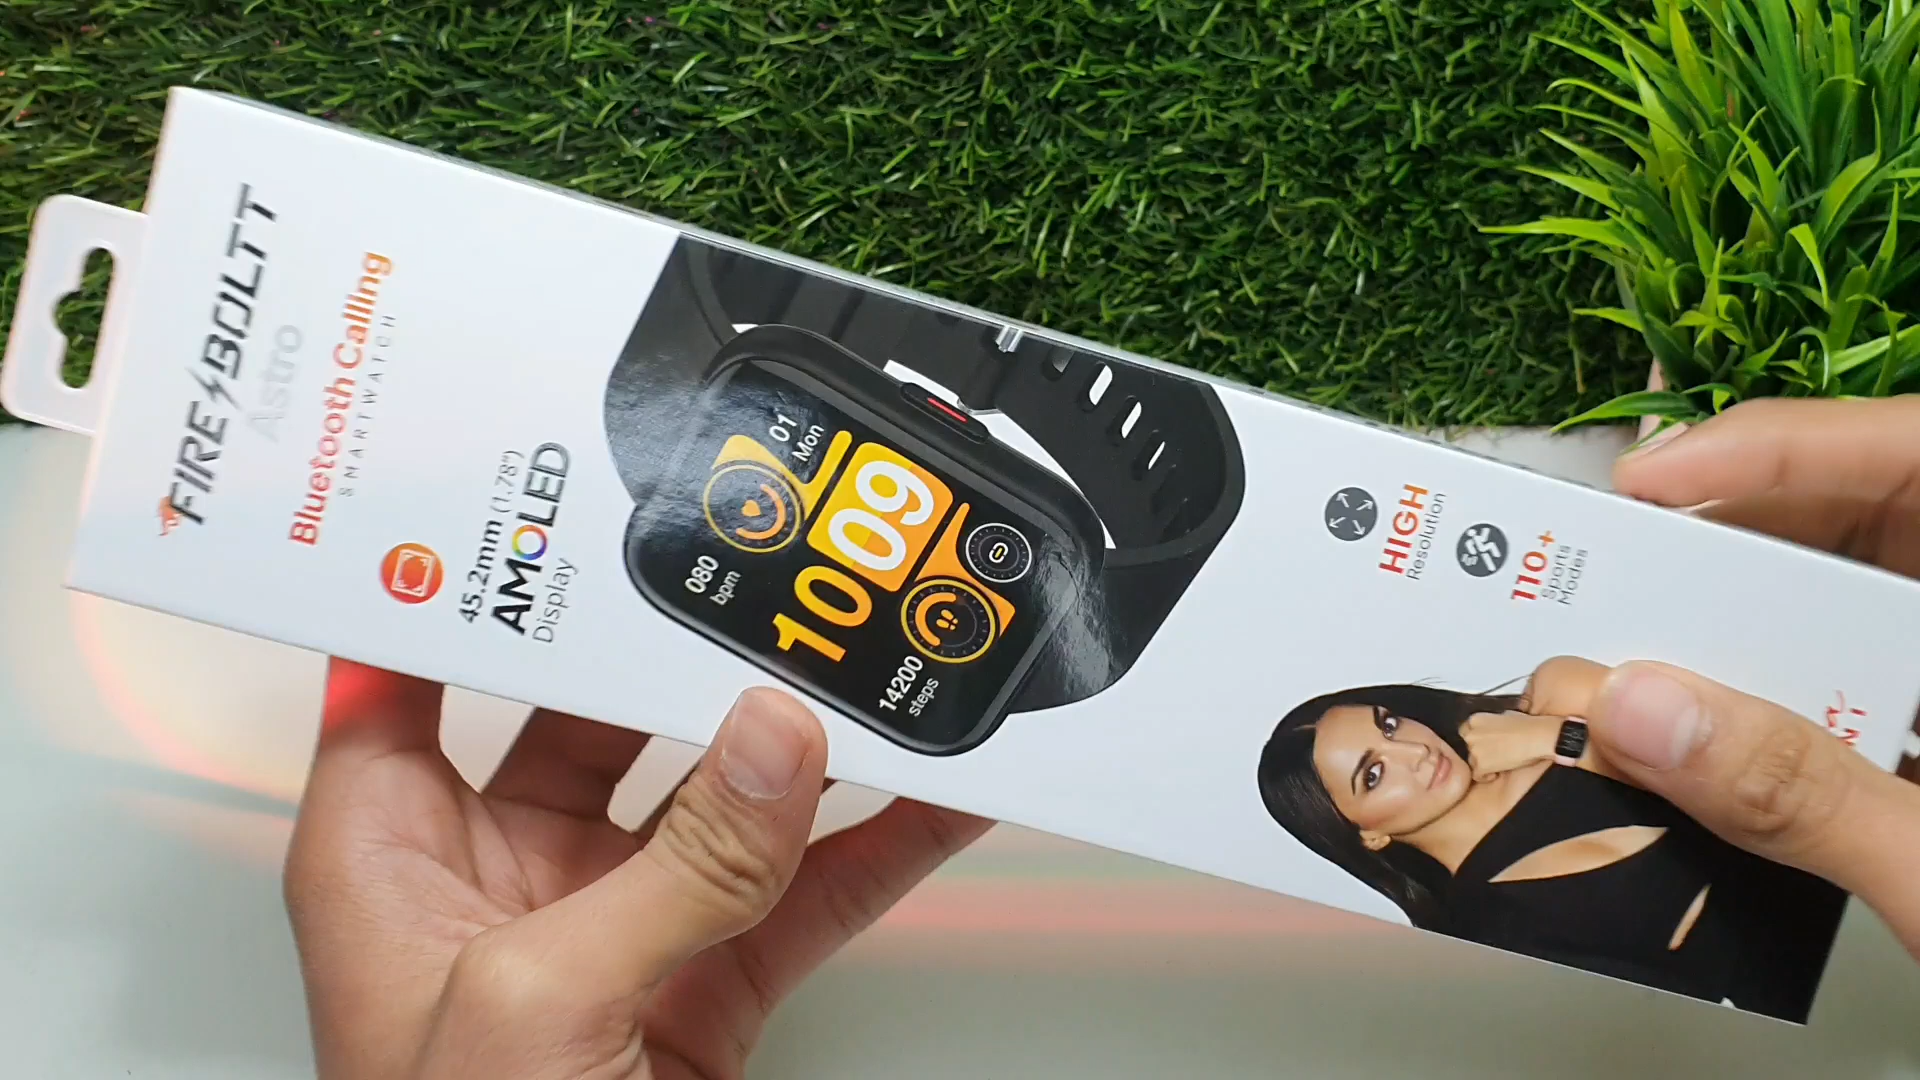 FIRE BOLTT
Astro
Bluetooth Calling
SMARTWATCH
45.2mm (1.78")
AMOLED
Display
01
Mon
080
bpm
10
09
14200
steps
HIGH
Resolution
110+
Sports
Modes